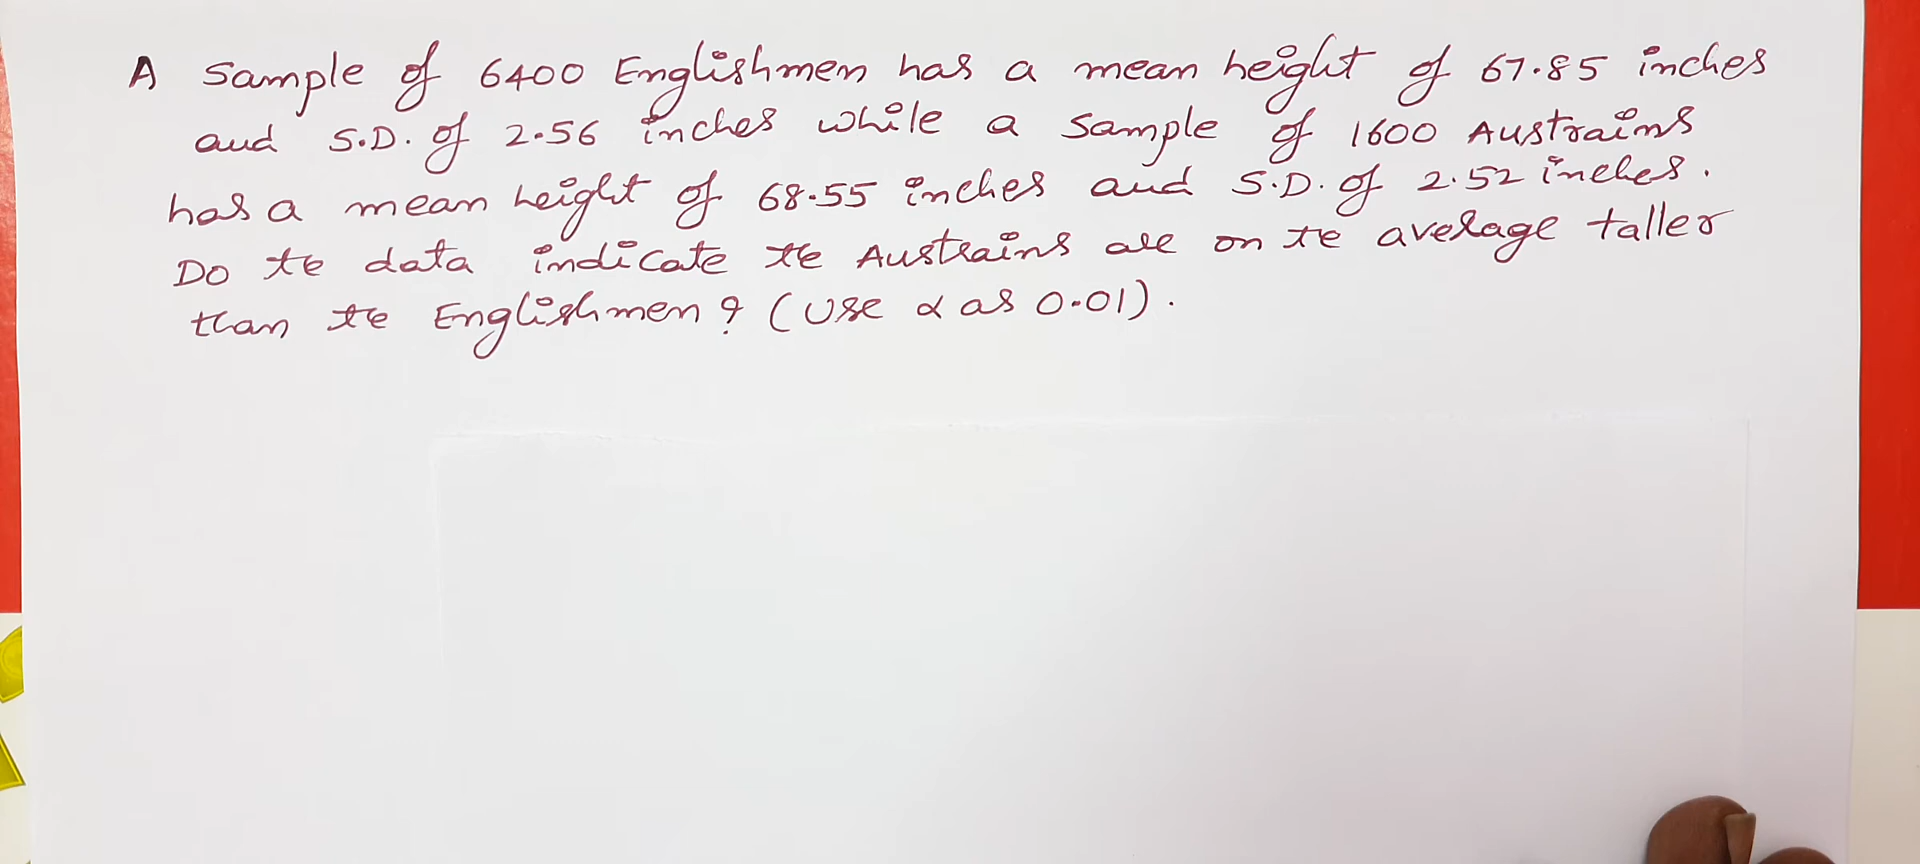 A sample of 6400 Englishmen has a mean height of 67.85 inches
and S.D. of 2.56 inches while a sample of 1600 Austrains
has a mean height of 68.55 inches and S.D. of 2.52 inches.
Do te data indicate te Austrains are on te average taller
than te Englishmen? (Use α as 0.01).